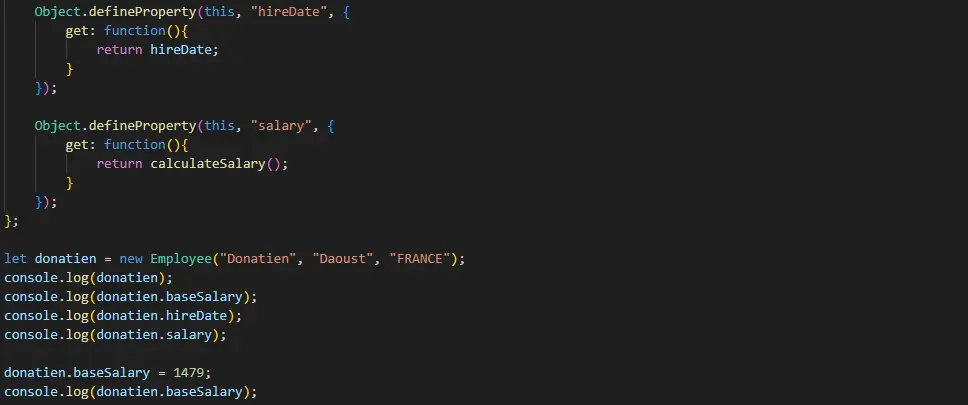 Object.defineProperty(this, "hireDate", {
get: function(){
return hireDate;
}
});
Object.defineProperty(this, "salary", {
get: function(){
return calculateSalary();
}
});
};
let donatien = new Employee("Donatien", "Daoust", "FRANCE");
console.log(donatien);
console.log(donatien.baseSalary);
console.log(donatien.hireDate);
console.log(donatien.salary);
donatien.baseSalary = 1479;
console.log(donatien.baseSalary);